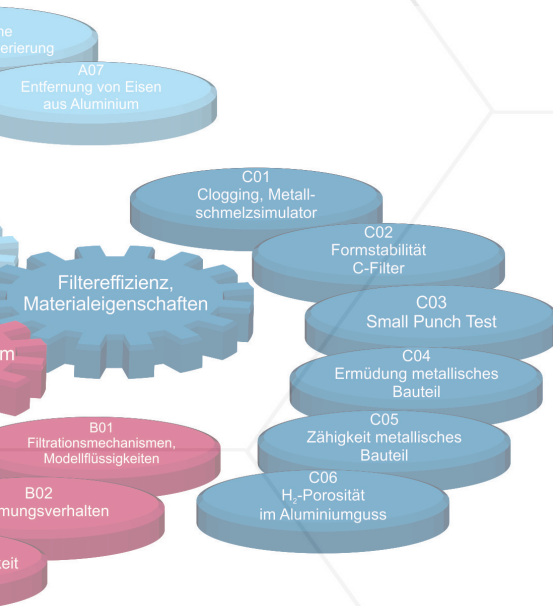 A07
Entfernung von Eisen
aus Aluminium
C01
Clogging, Metall-
schmelzsimulator
C02
Formstabilität
C-Filter
Filtereffizienz,
Materialeigenschaften
C03
Small Punch Test
C04
Ermüdung metallisches
Bauteil
C05
Zähigkeit metallisches
Bauteil
B01
Filtrationsmechanismen,
Modellflüssigkeiten
C06
H₂-Porosität
im Aluminiumguss
B02